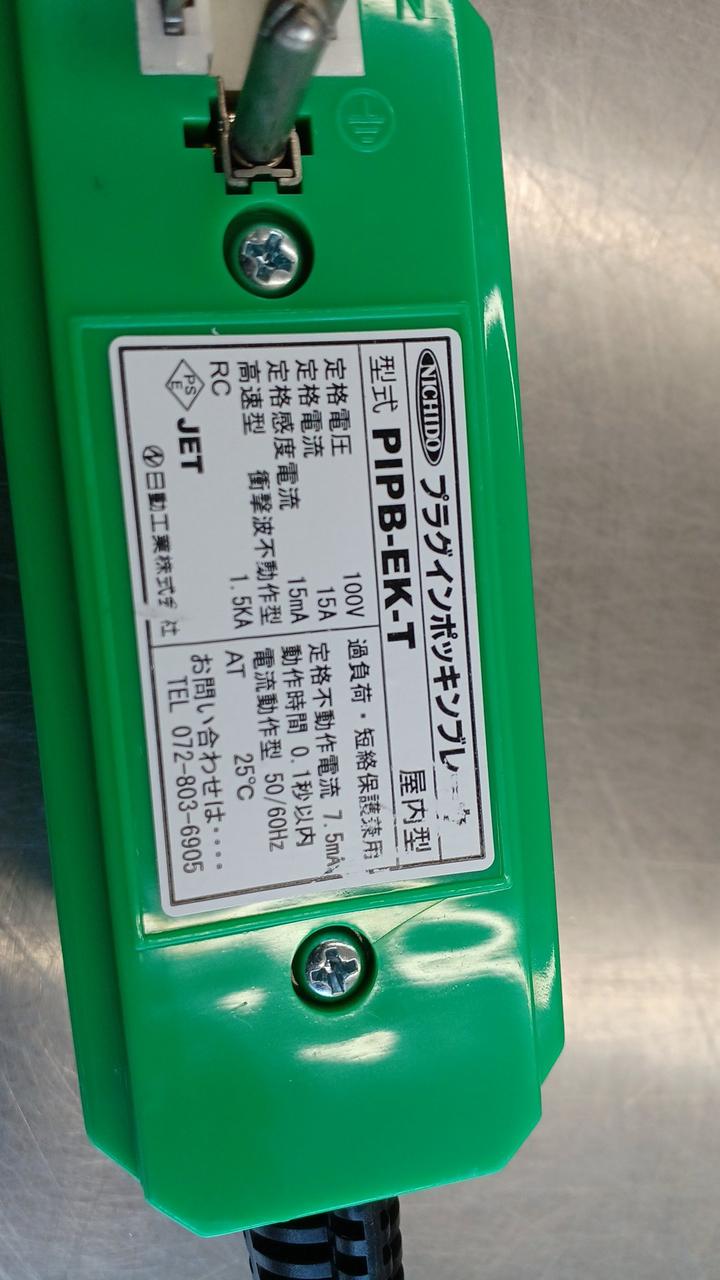 N
NICHIDO プラグインポッキンブレ
型式 PIPB-EK-T 屋内型
定格電圧 100V
定格電流 15A
定格感度電流 15mA
高速型 衝撃波不動作型
RC 1.5KA
PS E JET
日動工業株式 社
過負荷・短絡保護兼用
定格不動作電流 7.5mA
動作時間 0.1秒以内
電流動作型 50/60Hz
AT 25℃
お問い合わせは‥‥
TEL 072-803-6905